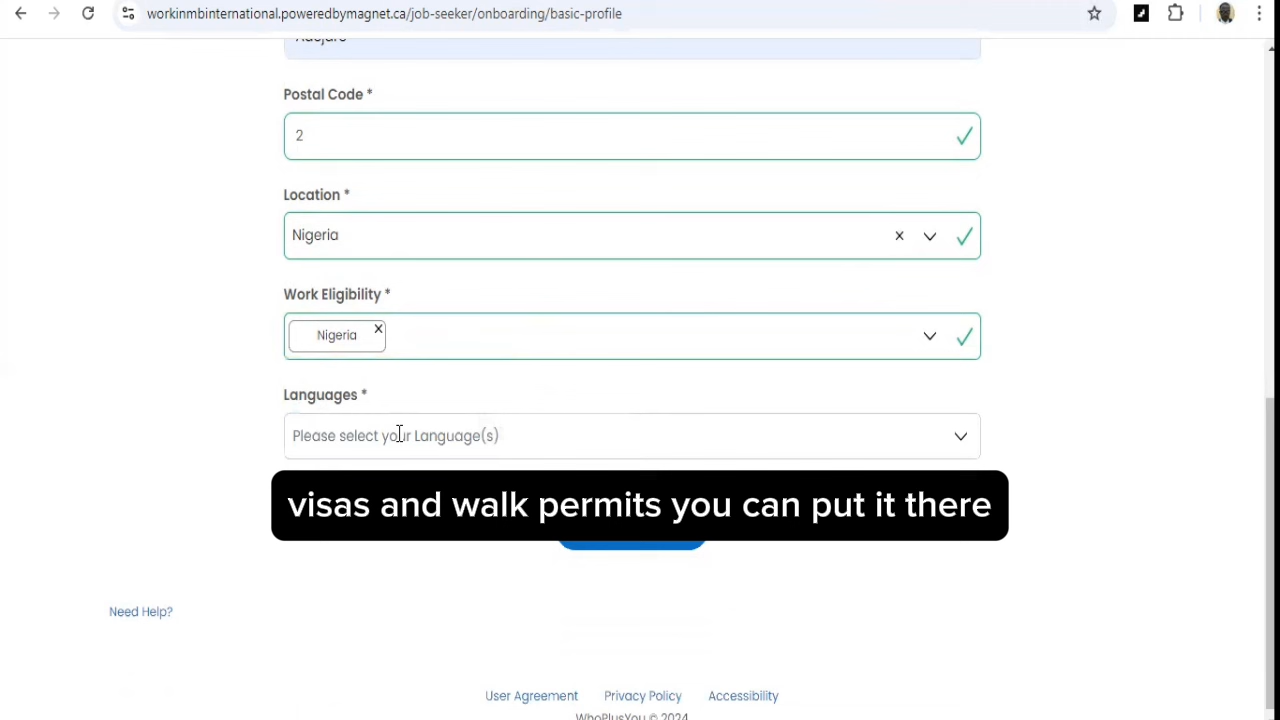 workinmbinternational.poweredbymagnet.ca/job-seeker/onboarding/basic-profile
Postal Code *
2
Location *
Nigeria
Work Eligibility *
Nigeria
Languages *
Please select your Language(s)
visas and walk permits you can put it there
Need Help?
User Agreement Privacy Policy Accessibility
WhoPlusYou © 2024